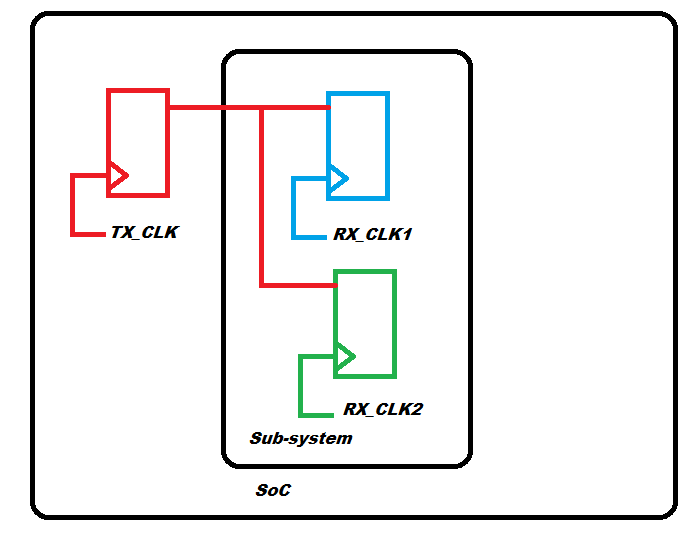 TX_CLK
RX_CLK1
RX_CLK2
Sub-system
SoC